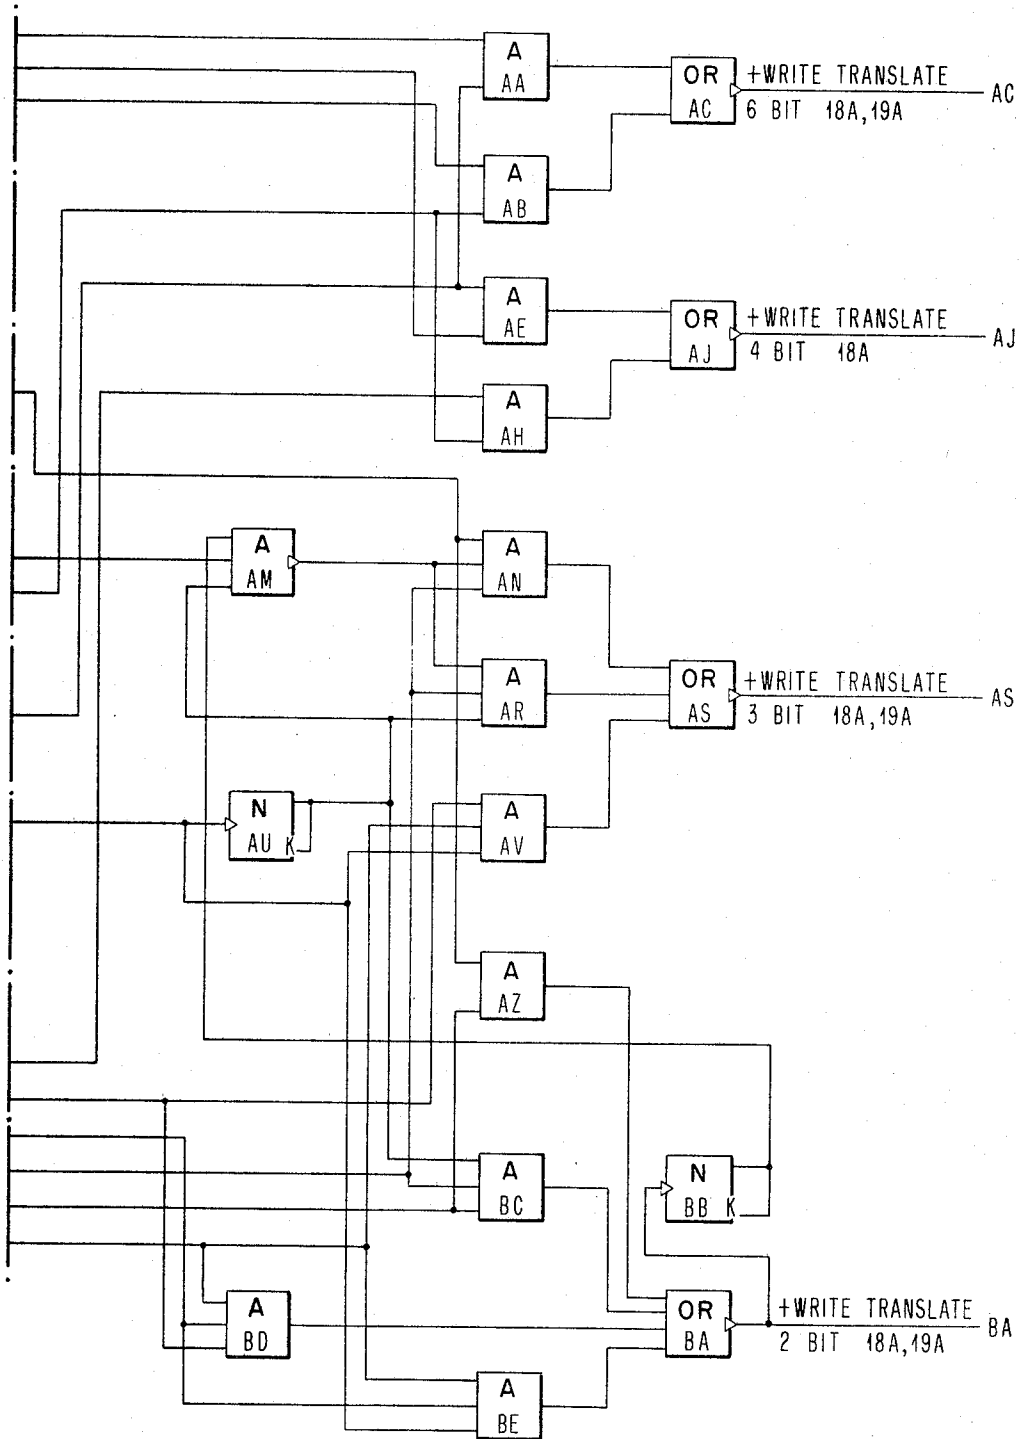 A
AA
OR
AC
+WRITE TRANSLATE
6 BIT 18A,19A
AC
A
AB
A
AE
OR
AJ
+WRITE TRANSLATE
4 BIT 18A
AJ
A
AH
A
AM
A
AN
A
AR
OR
AS
+WRITE TRANSLATE
3 BIT 18A,19A
AS
N
AU K
A
AV
A
AZ
A
BC
N
BB K
A
BD
OR
BA
+WRITE TRANSLATE
2 BIT 18A,19A
BA
A
BE